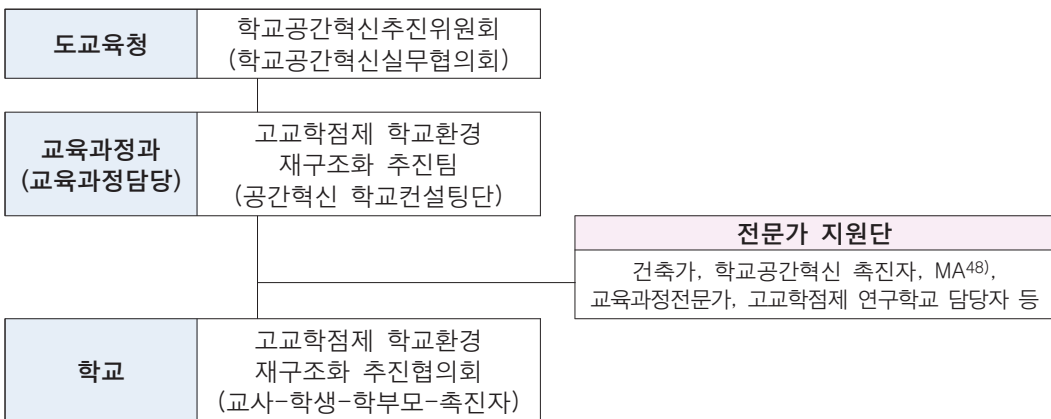 도교육청
학교공간혁신추진위원회
(학교공간혁신실무협의회)
교육과정과
(교육과정담당)
고교학점제 학교환경
재구조화 추진팀
(공간혁신 학교컨설팅단)
전문가 지원단
건축가, 학교공간혁신 촉진자, MA48),
교육과정전문가, 고교학점제 연구학교 담당자 등
학교
고교학점제 학교환경
재구조화 추진협의회
(교사-학생-학부모-촉진자)